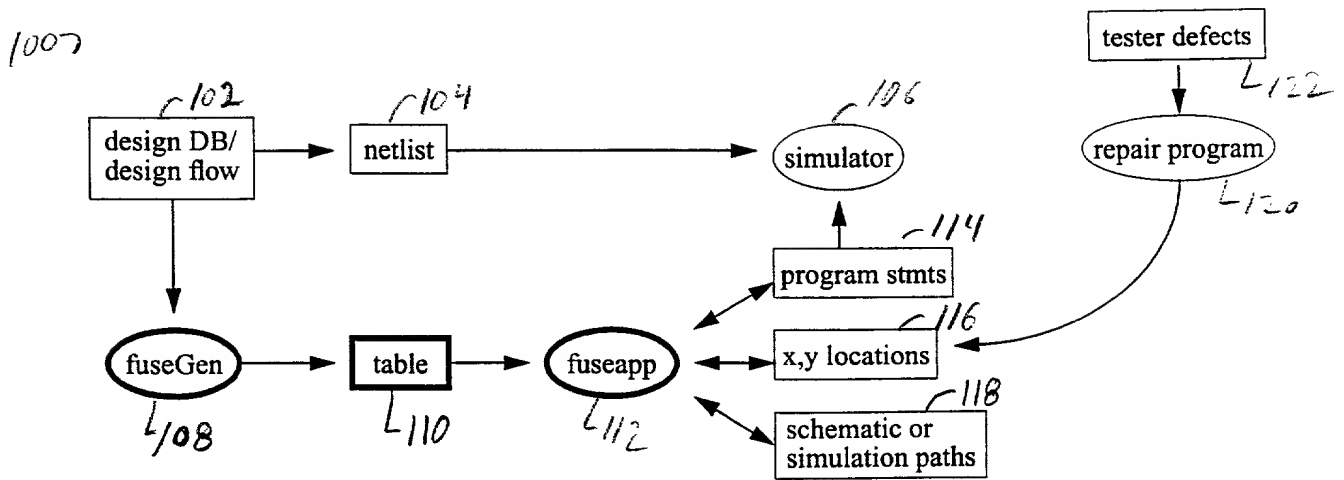 100
tester defects
122
102
104
106
design DB/
design flow
netlist
simulator
repair program
120
114
program stmts
116
fuseGen
table
fuseapp
x,y locations
108
110
112
118
schematic or
simulation paths